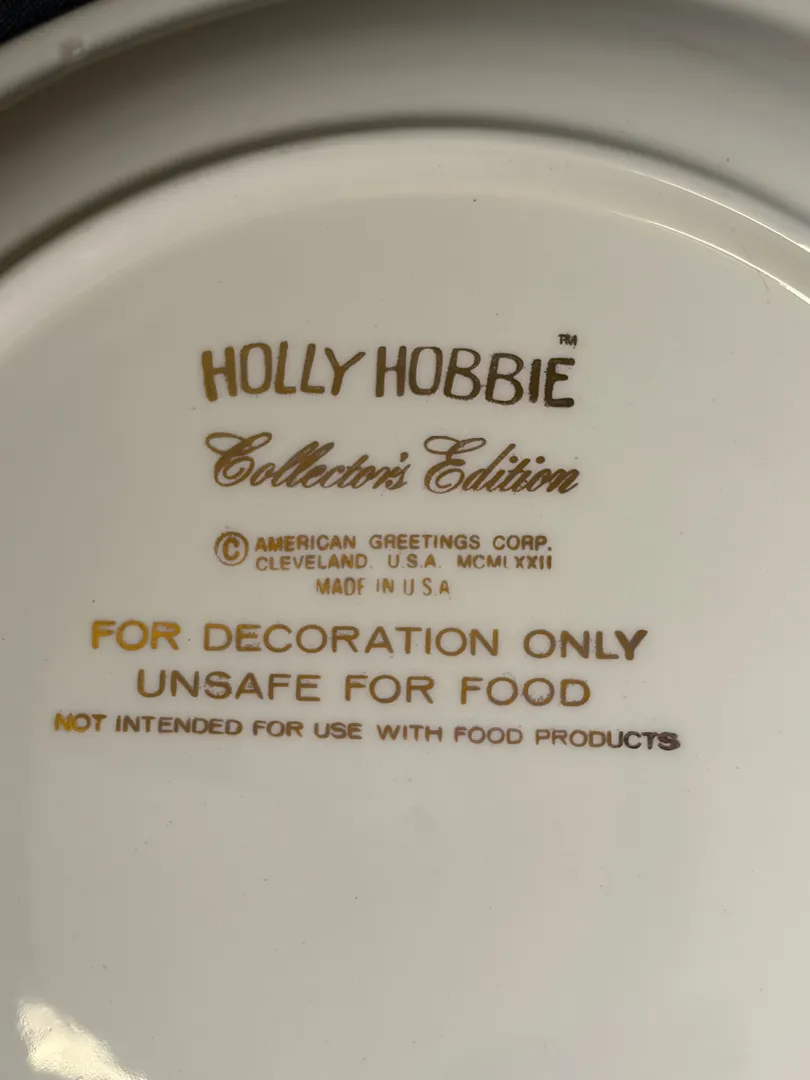 HOLLY HOBBIE™
Collector's Edition
© AMERICAN GREETINGS CORP.
CLEVELAND. U.S.A. MCMLXXII
MADE IN U S.A
FOR DECORATION ONLY
UNSAFE FOR FOOD
NOT INTENDED FOR USE WITH FOOD PRODUCTS